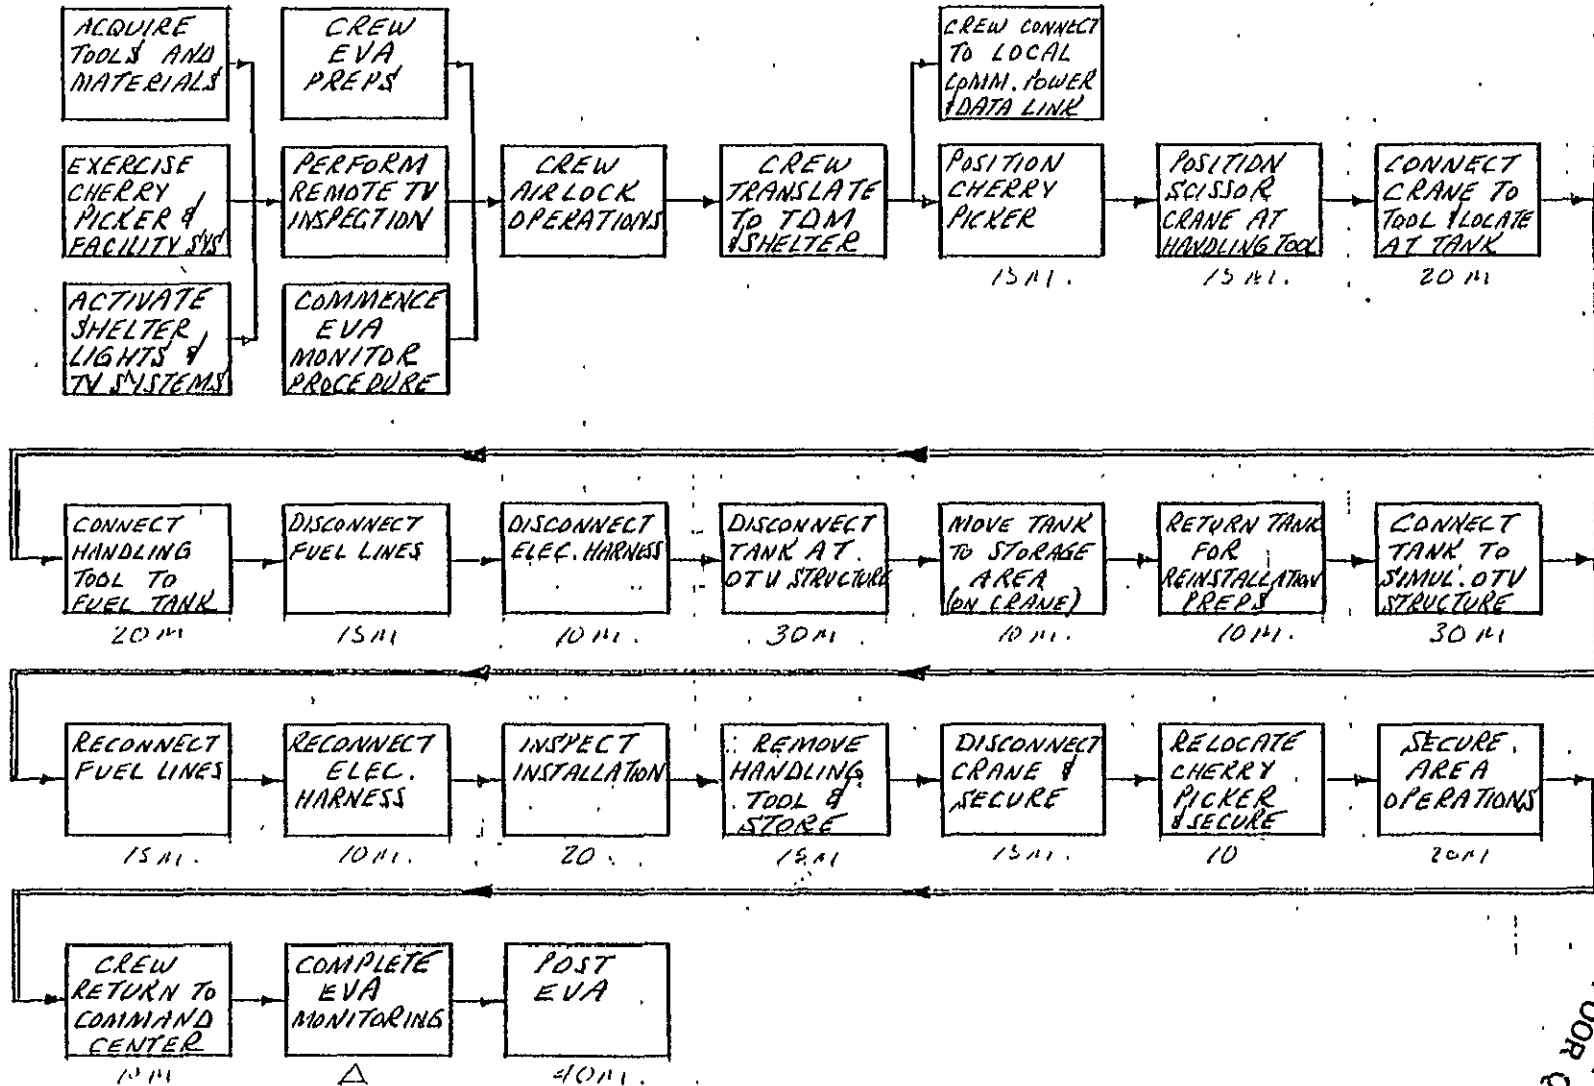 ACQUIRE
TOOLS AND
MATERIALS
CREW
EVA
PREPS
CREW CONNECT
TO LOCAL
COMM. POWER
& DATA LINK
EXERCISE
CHERRY
PICKER &
FACILITY SYS
PERFORM
REMOTE TV
INSPECTION
CREW
AIRLOCK
OPERATIONS
CREW
TRANSLATE
TO TDM
& SHELTER
POSITION
CHERRY
PICKER
15 M.
POSITION
SCISSOR
CRANE AT
HANDLING TOOL
15 M.
CONNECT
CRANE TO
TOOL & LOCATE
AT TANK
20 M
ACTIVATE
SHELTER
LIGHTS &
TV SYSTEMS
COMMENCE
EVA
MONITOR
PROCEDURE
CONNECT
HANDLING
TOOL TO
FUEL TANK
20 M
DISCONNECT
FUEL LINES
15 M
DISCONNECT
ELEC. HARNESS
10 M.
DISCONNECT
TANK AT
OTV STRUCTURE
30 M.
MOVE TANK
TO STORAGE
AREA
(ON CRANE)
10 M.
RETURN TANK
FOR
REINSTALLATION
PREPS
10 M.
CONNECT
TANK TO
SIMUL. OTV
STRUCTURE
30 M
RECONNECT
FUEL LINES
15 M.
RECONNECT
ELEC.
HARNESS
10 M.
INSPECT
INSTALLATION
20
REMOVE
HANDLING
TOOL &
STORE
15 M
DISCONNECT
CRANE &
SECURE
15 M.
RELOCATE
CHERRY
PICKER
& SECURE
10
SECURE
AREA
OPERATIONS
20 M
CREW
RETURN TO
COMMAND
CENTER
10 M
COMPLETE
EVA
MONITORING
Δ
POST
EVA
40 M.